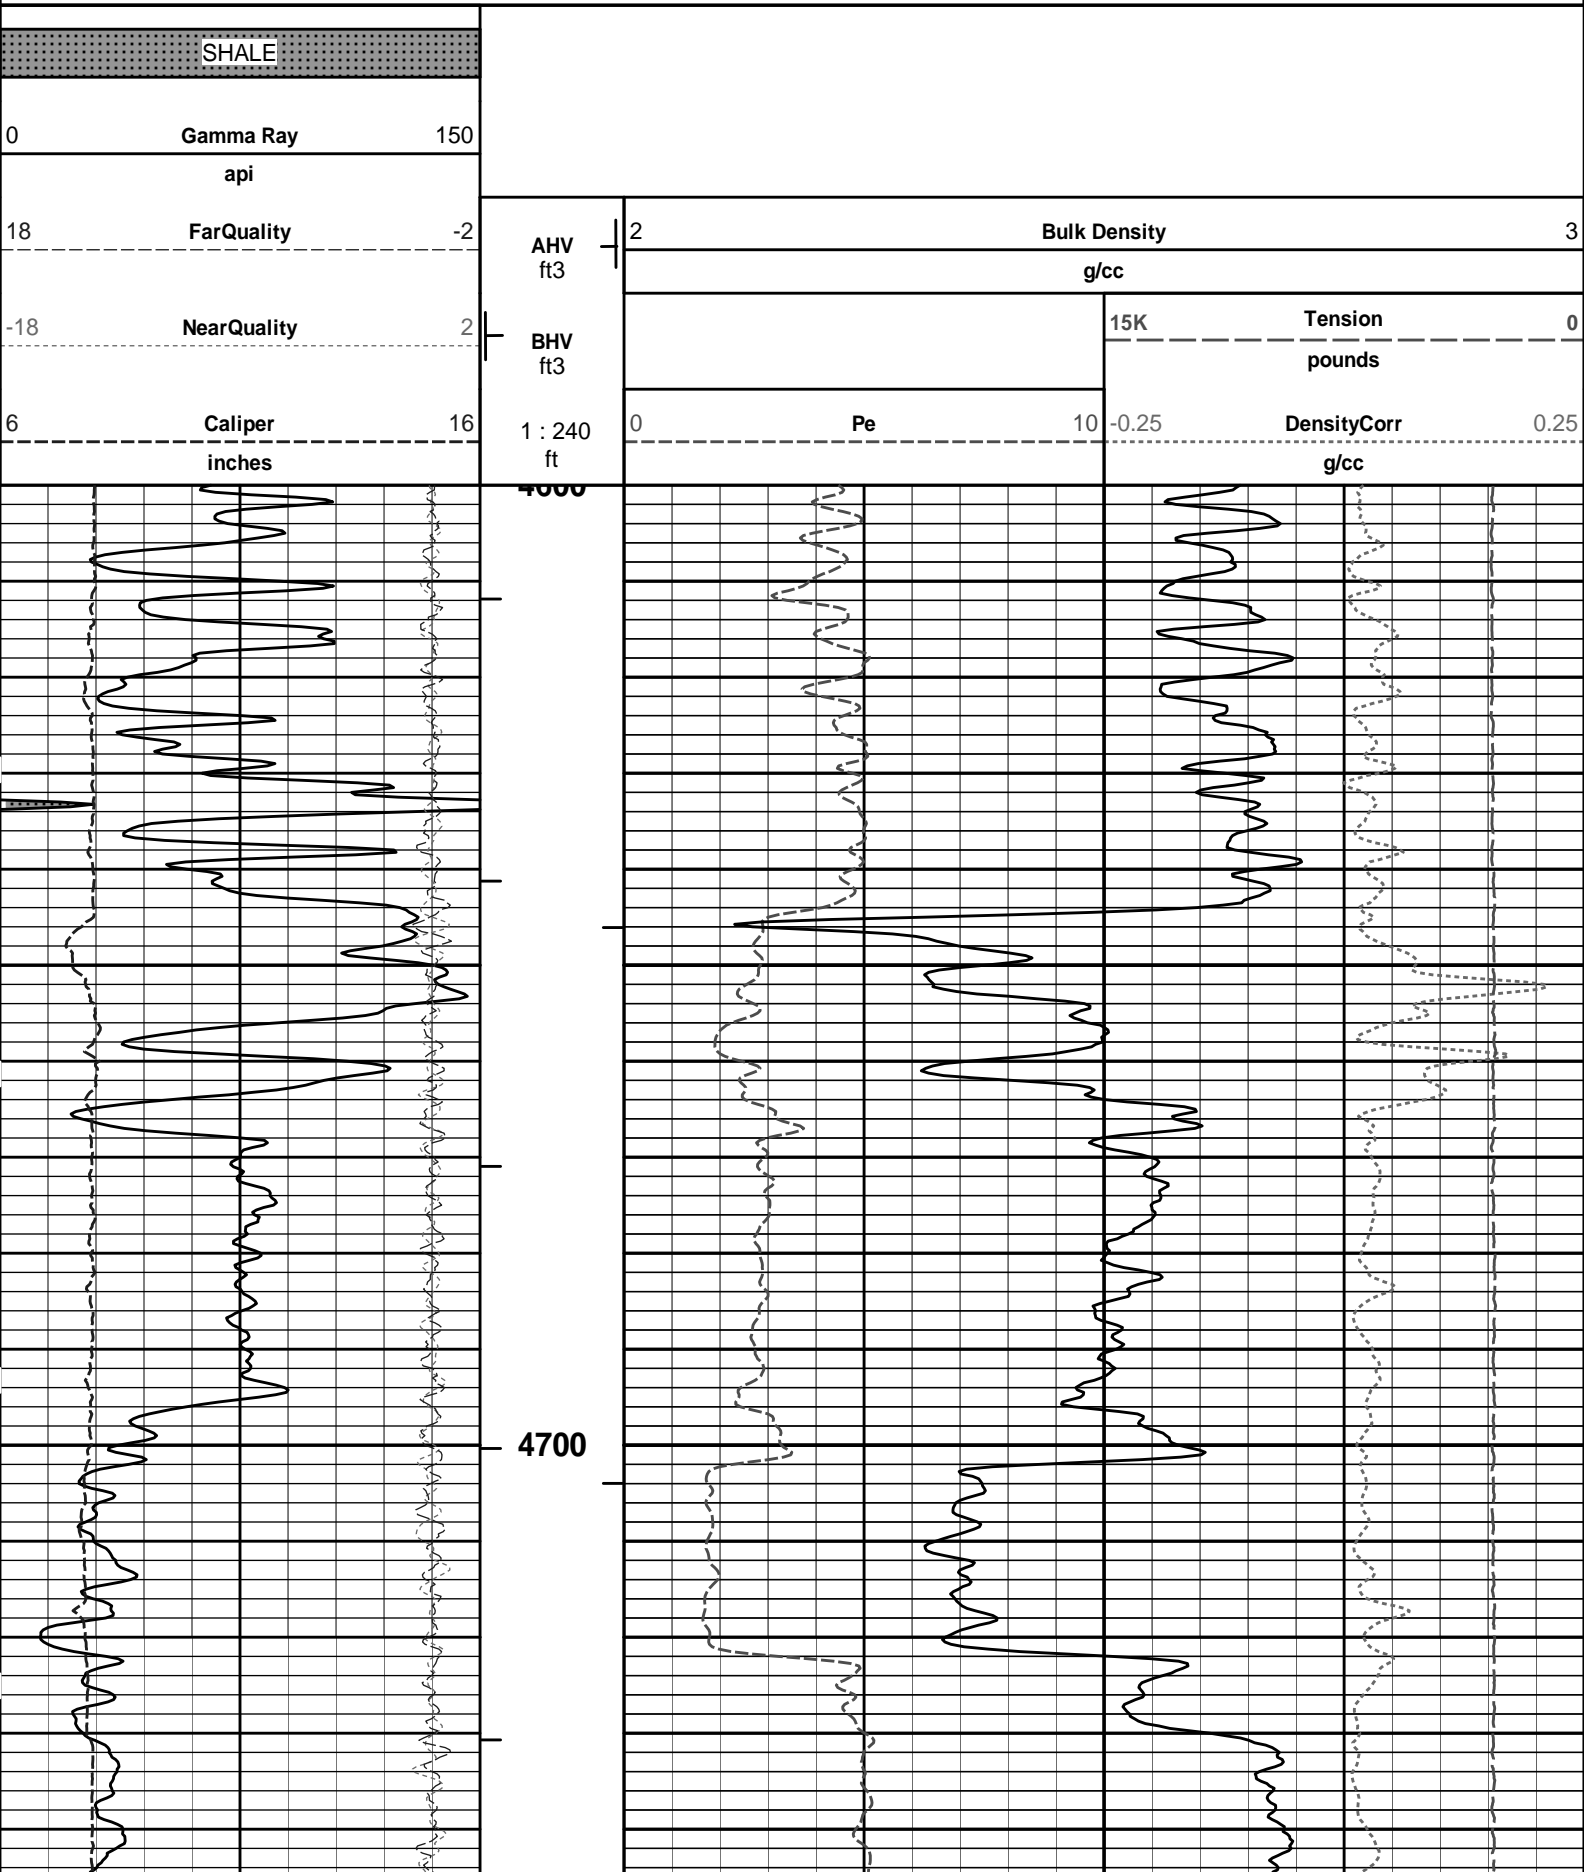 SHALE
0 Gamma Ray 150
api
18 FarQuality -2
-18 NearQuality 2
6 Caliper 16
inches
AHV
ft3
BHV
ft3
1 : 240
ft
2 Bulk Density 3
g/cc
15K Tension 0
pounds
0 Pe 10
-0.25 DensityCorr 0.25
g/cc
4600
4700